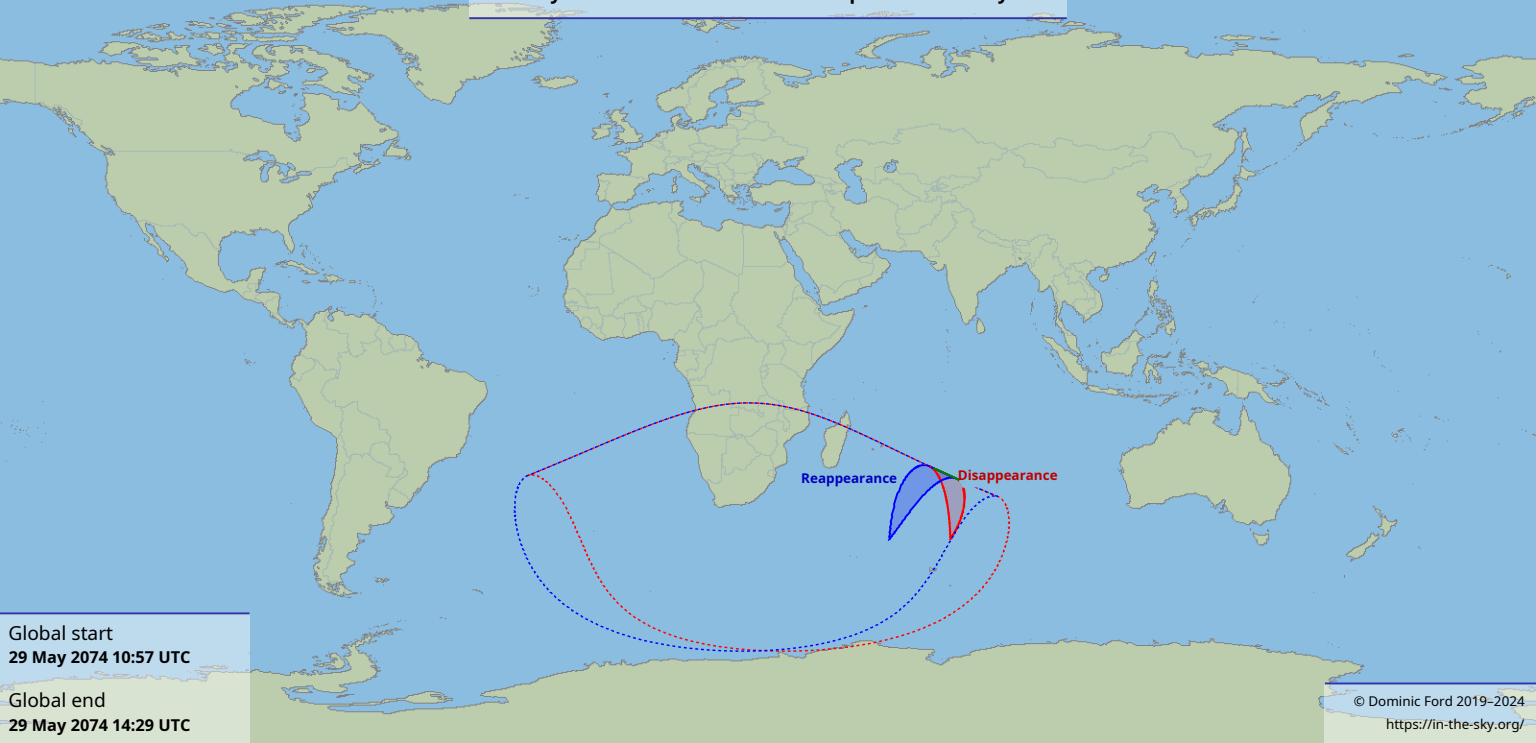 Reappearance
Disappearance
Global start
29 May 2074 10:57 UTC
Global end
29 May 2074 14:29 UTC
© Dominic Ford 2019–2024
https://in-the-sky.org/